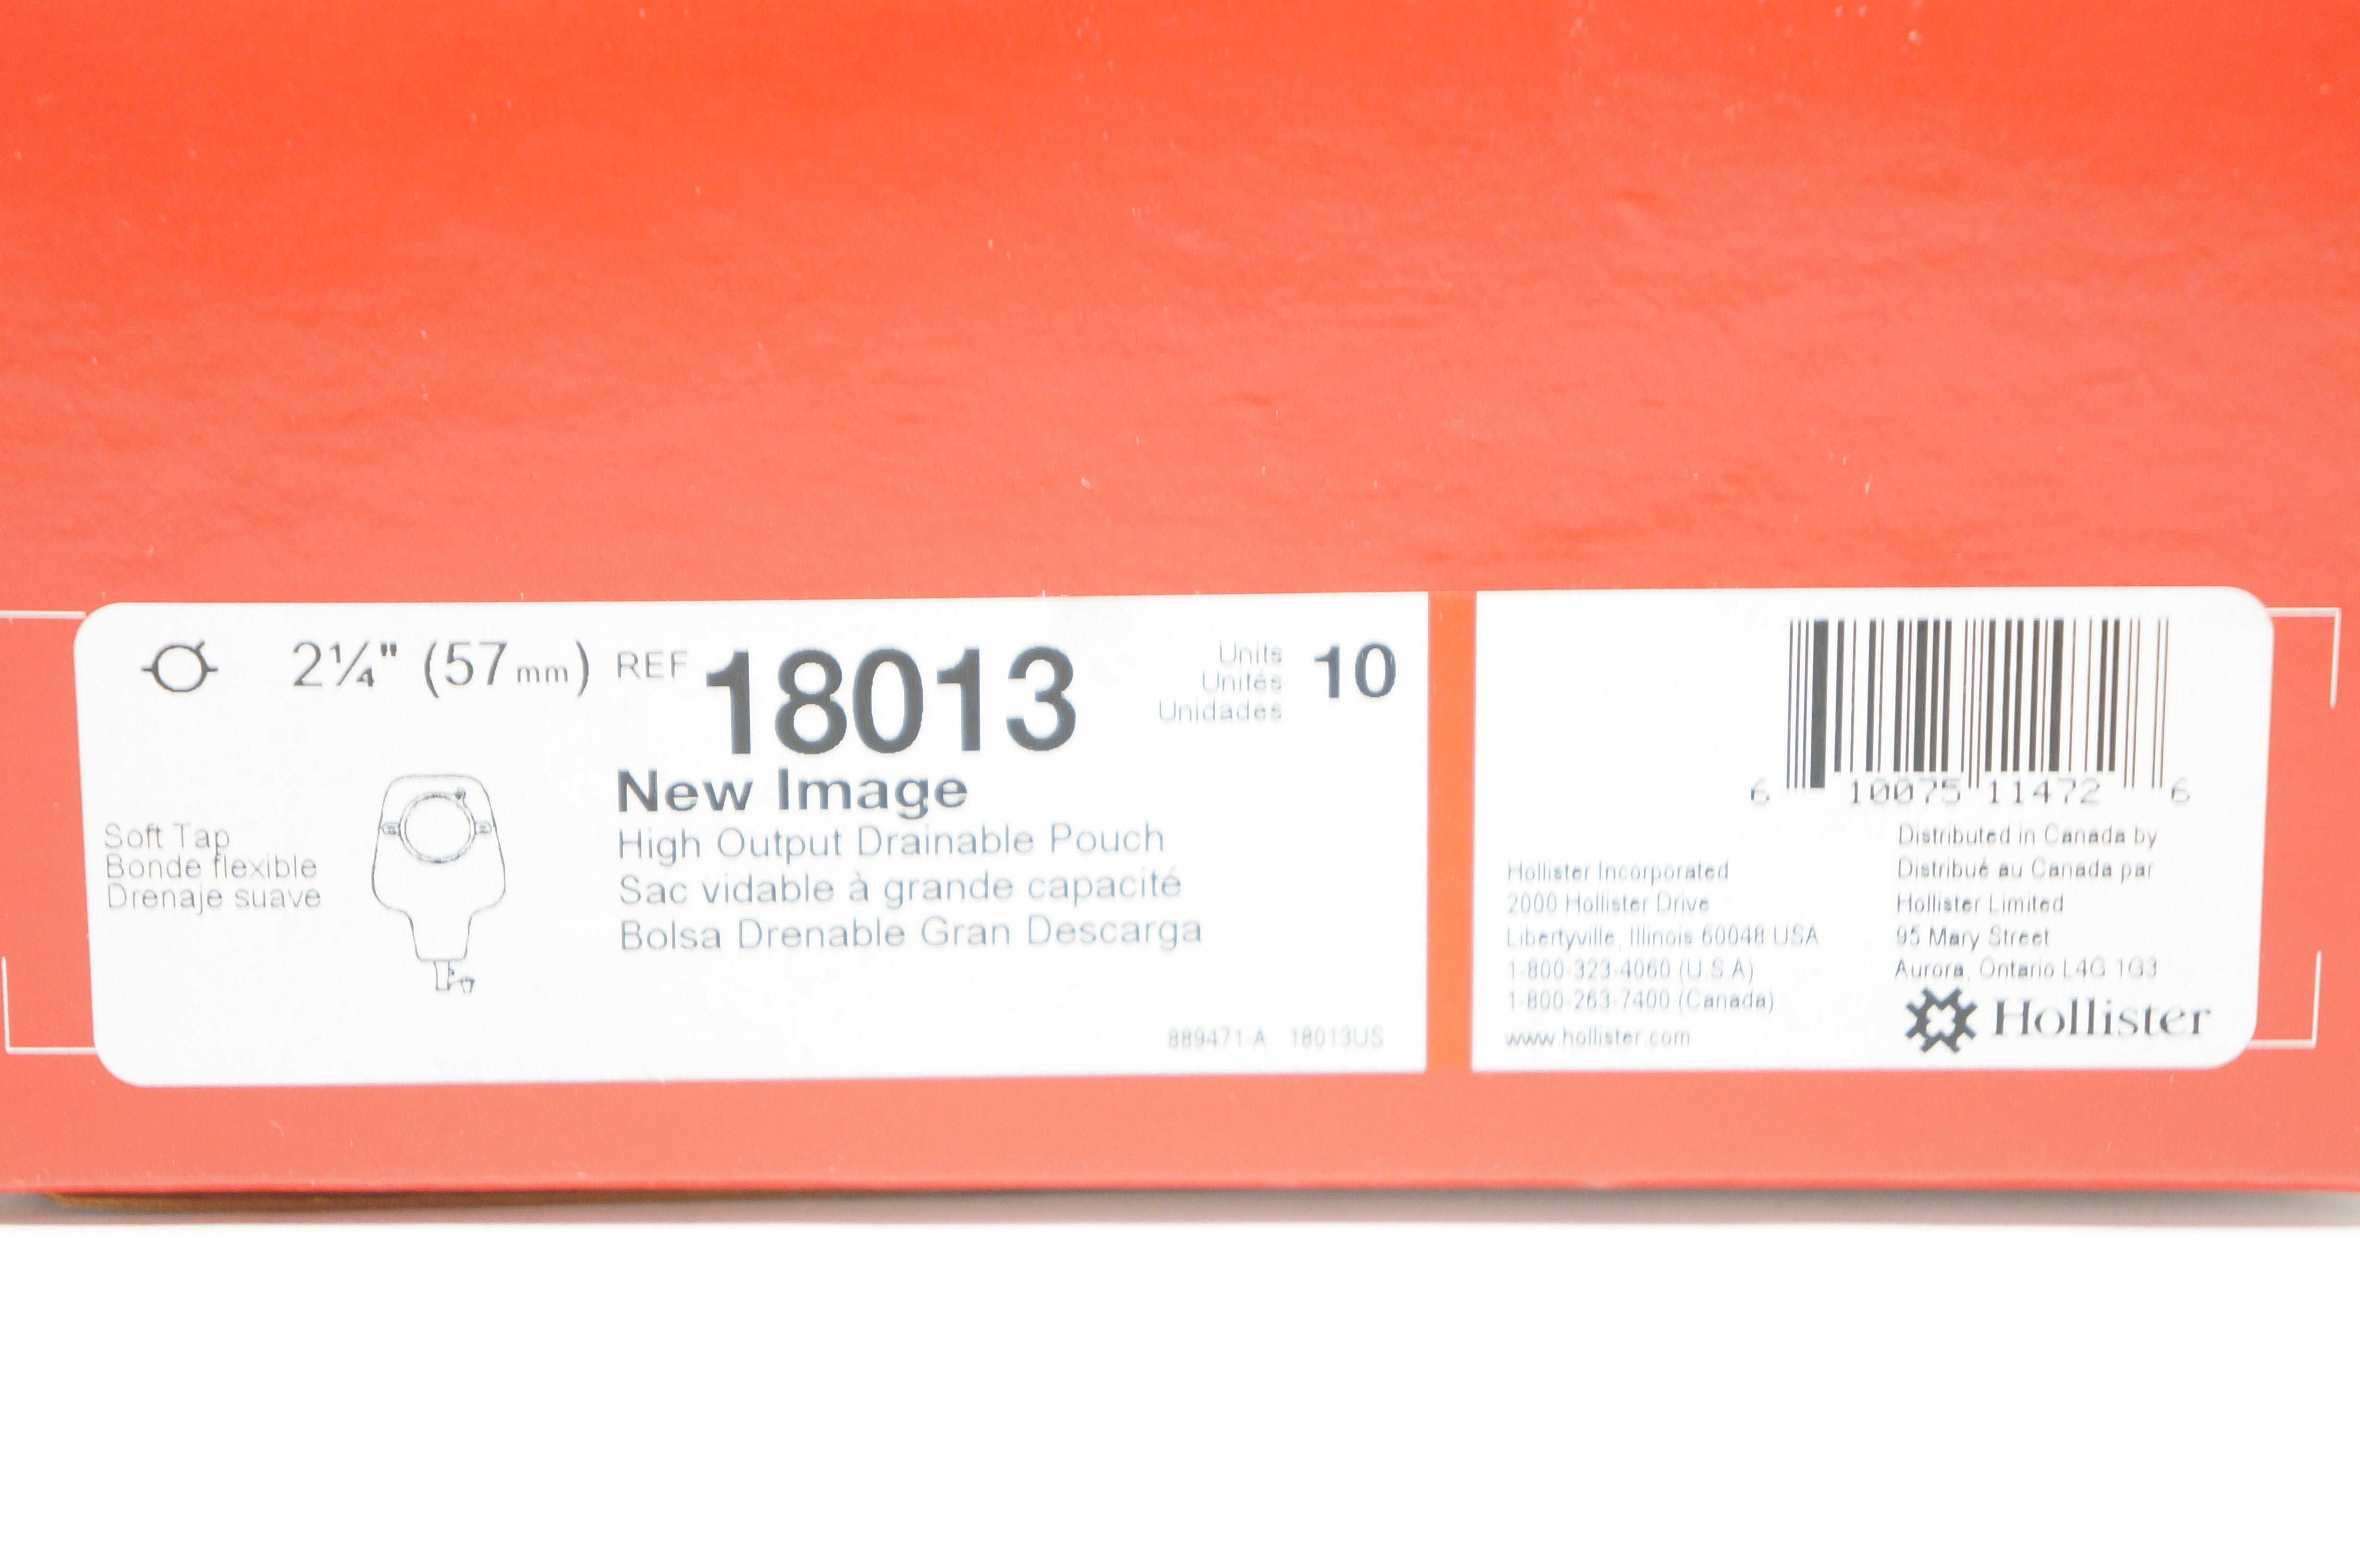 2¼" (57mm) REF 18013
Units
Unités
Unidades
10
New Image
High Output Drainable Pouch
Sac vidable à grande capacité
Bolsa Drenable Gran Descarga
Soft Tap
Bonde flexible
Drenaje suave
889471-A 18013US
6 10075 11472 6
Hollister Incorporated
2000 Hollister Drive
Libertyville, Illinois 60048 USA
1-800-323-4060 (U.S.A)
1-800-263-7400 (Canada)
www.hollister.com
Distributed in Canada by
Distribué au Canada par
Hollister Limited
95 Mary Street
Aurora, Ontario L4G 1G3
Hollister